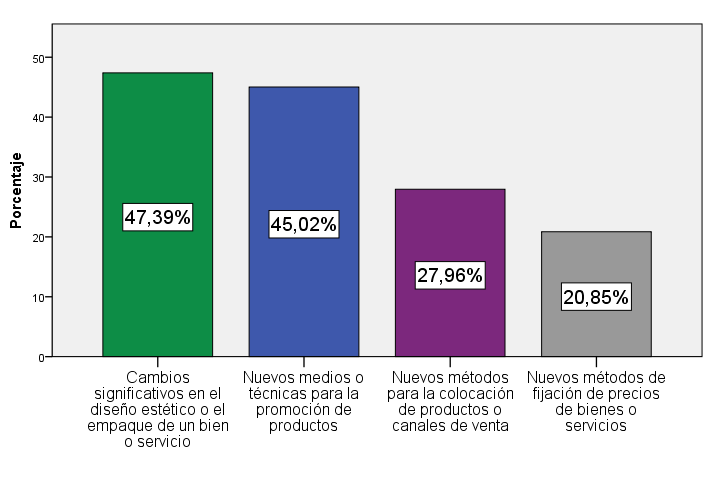 Porcentaje
50
40
30
20
10
0
47,39%
45,02%
27,96%
20,85%
Cambios
significativos en el
diseño estético o el
empaque de un bien
o servicio
Nuevos medios o
técnicas para la
promoción de
productos
Nuevos métodos
para la colocación
de productos o
canales de venta
Nuevos métodos de
fijación de precios
de bienes o
servicios